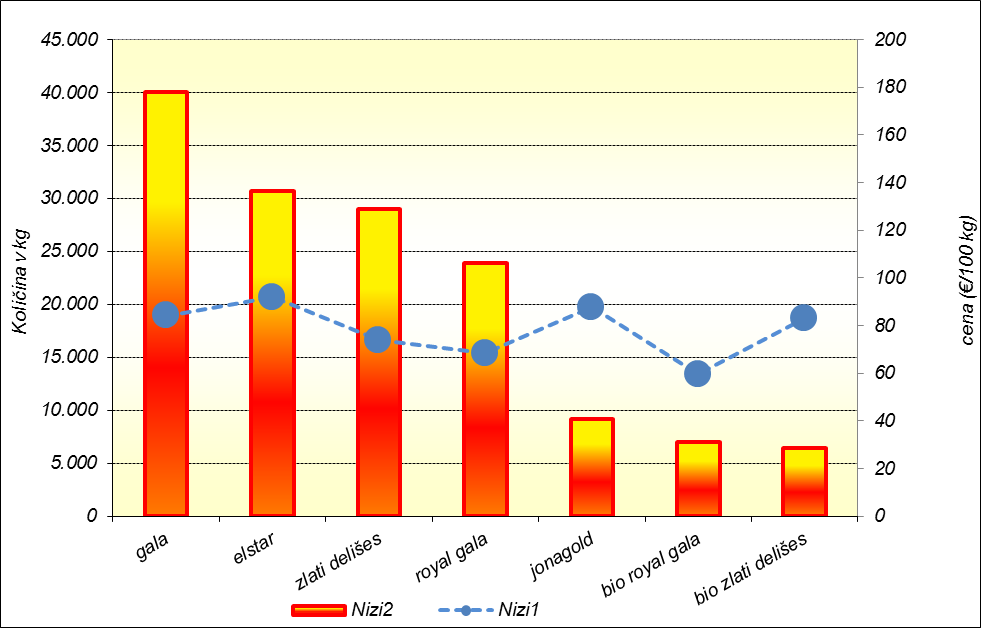 45.000
40.000
35.000
30.000
25.000
20.000
15.000
10.000
5.000
0
Količina v kg
200
180
160
140
120
100
80
60
40
20
0
cena (€/100 kg)
gala
elstar
zlati delišes
royal gala
jonagold
bio royal gala
bio zlati delišes
Nizi2 Nizi1